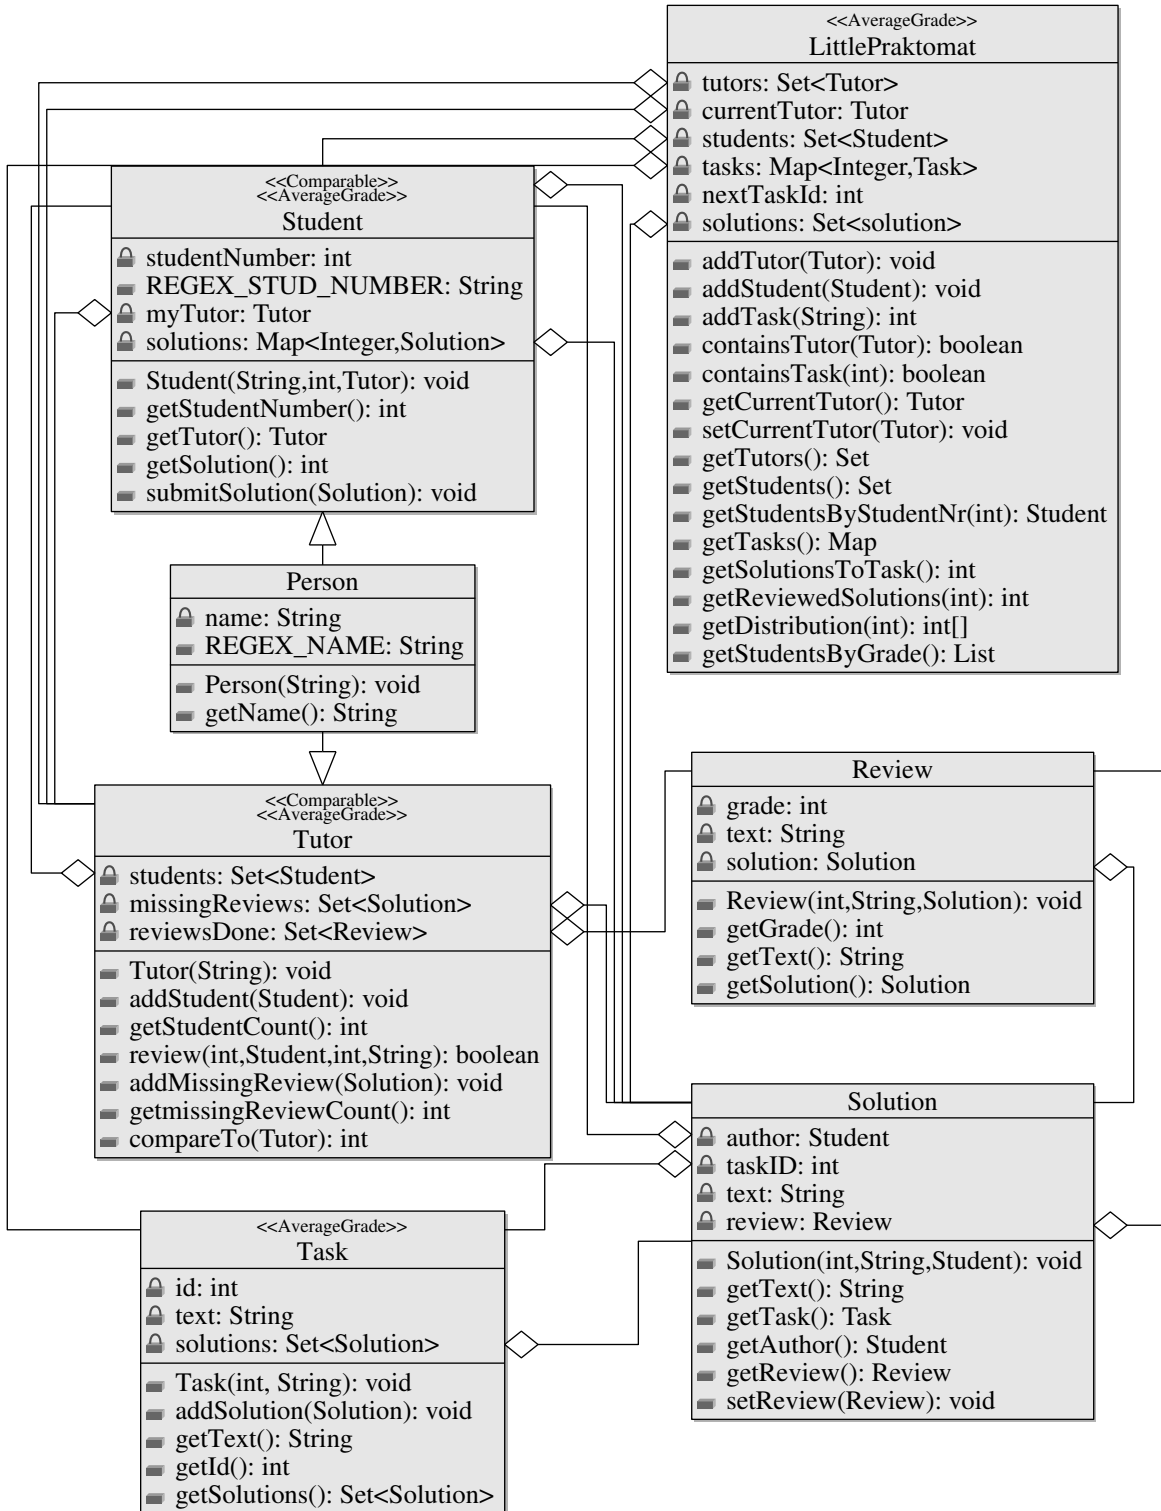 <<AverageGrade>>
LittlePraktomat
tutors: Set<Tutor>
currentTutor: Tutor
students: Set<Student>
tasks: Map<Integer,Task>
nextTaskId: int
solutions: Set<solution>
addTutor(Tutor): void
addStudent(Student): void
addTask(String): int
containsTutor(Tutor): boolean
containsTask(int): boolean
getCurrentTutor(): Tutor
setCurrentTutor(Tutor): void
getTutors(): Set
getStudents(): Set
getStudentsByStudentNr(int): Student
getTasks(): Map
getSolutionsToTask(): int
getReviewedSolutions(int): int
getDistribution(int): int[]
getStudentsByGrade(): List
<<Comparable>>
<<AverageGrade>>
Student
studentNumber: int
REGEX_STUD_NUMBER: String
myTutor: Tutor
solutions: Map<Integer,Solution>
Student(String,int,Tutor): void
getStudentNumber(): int
getTutor(): Tutor
getSolution(): int
submitSolution(Solution): void
Person
name: String
REGEX_NAME: String
Person(String): void
getName(): String
<<Comparable>>
<<AverageGrade>>
Tutor
students: Set<Student>
missingReviews: Set<Solution>
reviewsDone: Set<Review>
Tutor(String): void
addStudent(Student): void
getStudentCount(): int
review(int,Student,int,String): boolean
addMissingReview(Solution): void
getmissingReviewCount(): int
compareTo(Tutor): int
Review
grade: int
text: String
solution: Solution
Review(int,String,Solution): void
getGrade(): int
getText(): String
getSolution(): Solution
Solution
author: Student
taskID: int
text: String
review: Review
Solution(int,String,Student): void
getText(): String
getTask(): Task
getAuthor(): Student
getReview(): Review
setReview(Review): void
<<AverageGrade>>
Task
id: int
text: String
solutions: Set<Solution>
Task(int, String): void
addSolution(Solution): void
getText(): String
getId(): int
getSolutions(): Set<Solution>